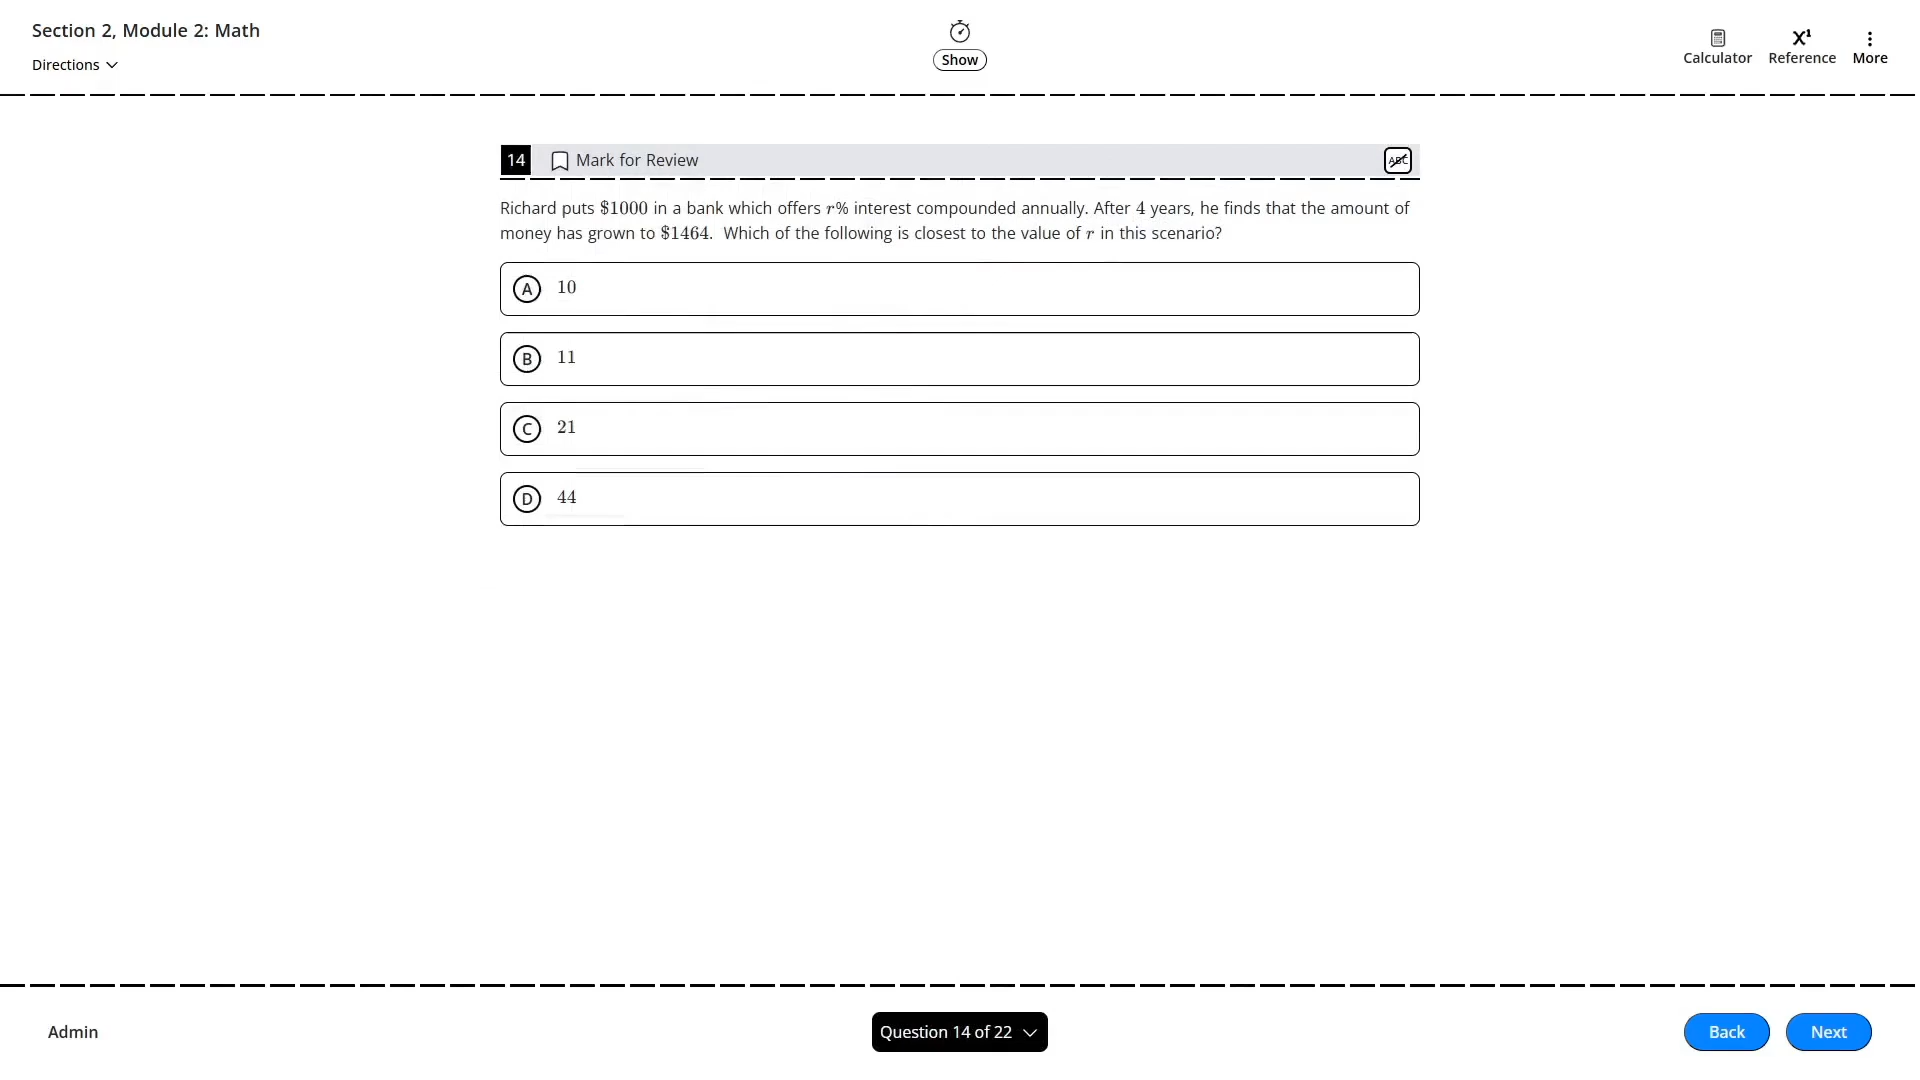 Section 2, Module 2: Math
Directions
Show
Calculator
Reference
More
14
Mark for Review
ABC
Richard puts $1000 in a bank which offers r% interest compounded annually. After 4 years, he finds that the amount of
money has grown to $1464.  Which of the following is closest to the value of r in this scenario?
A 10
B 11
C 21
D 44
Admin
Question 14 of 22
Back
Next